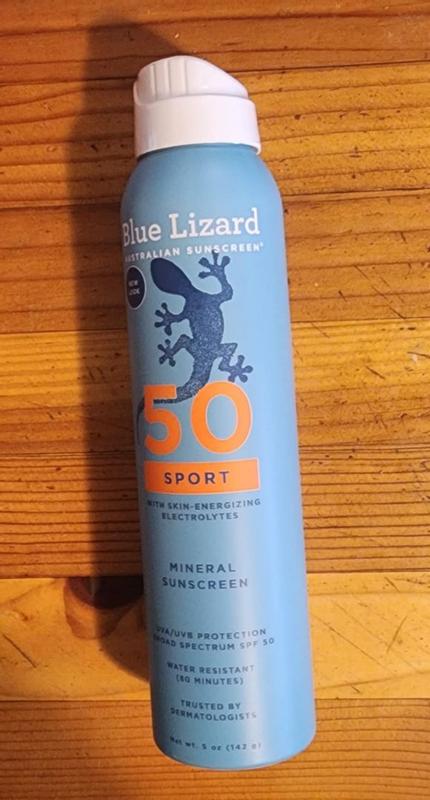 Blue Lizard
AUSTRALIAN SUNSCREEN®
NEW
LOOK
50
SPORT
WITH SKIN-ENERGIZING
ELECTROLYTES
MINERAL
SUNSCREEN
UVA/UVB PROTECTION
BROAD SPECTRUM SPF 50
WATER RESISTANT
(80 MINUTES)
TRUSTED BY
DERMATOLOGISTS
Net wt. 5 oz (142 g)